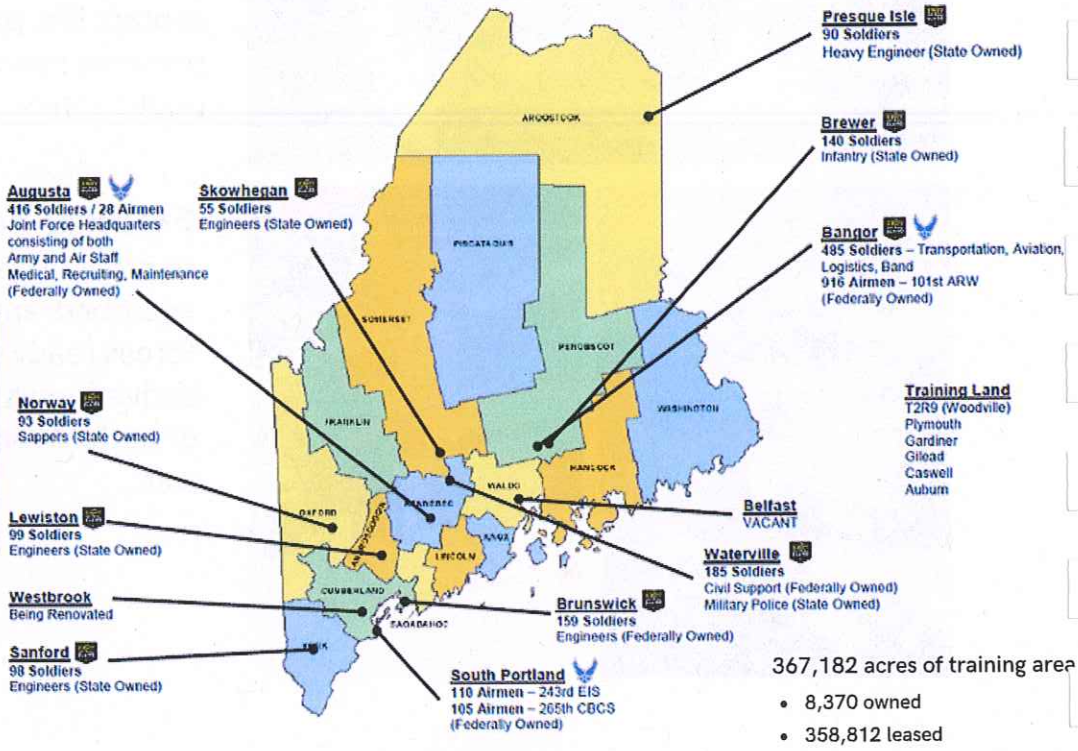 Presque Isle
90 Soldiers
Heavy Engineer (State Owned)
Brewer
140 Soldiers
Infantry (State Owned)
Bangor
485 Soldiers – Transportation, Aviation,
Logistics, Band
916 Airmen – 101st ARW
(Federally Owned)
Augusta
416 Soldiers / 28 Airmen
Joint Force Headquarters
consisting of both
Army and Air Staff
Medical, Recruiting, Maintenance
(Federally Owned)
Skowhegan
55 Soldiers
Engineers (State Owned)
Norway
93 Soldiers
Sappers (State Owned)
Lewiston
99 Soldiers
Engineers (State Owned)
Westbrook
Being Renovated
Sanford
98 Soldiers
Engineers (State Owned)
AROOSTOOK
PISCATAQUIS
SOMERSET
PENOBSCOT
FRANKLIN
WASHINGTON
HANCOCK
WALDO
KENNEBEC
OXFORD
ANDROSCOGGIN
KNOX
LINCOLN
CUMBERLAND
SAGADAHOC
YORK
Training Land
T2R9 (Woodville)
Plymouth
Gardiner
Gilead
Caswell
Auburn
Belfast
VACANT
Waterville
185 Soldiers
Civil Support (Federally Owned)
Military Police (State Owned)
Brunswick
159 Soldiers
Engineers (Federally Owned)
South Portland
110 Airmen – 243rd EIS
105 Airmen – 265th CBCS
(Federally Owned)
367,182 acres of training area
• 8,370 owned
• 358,812 leased